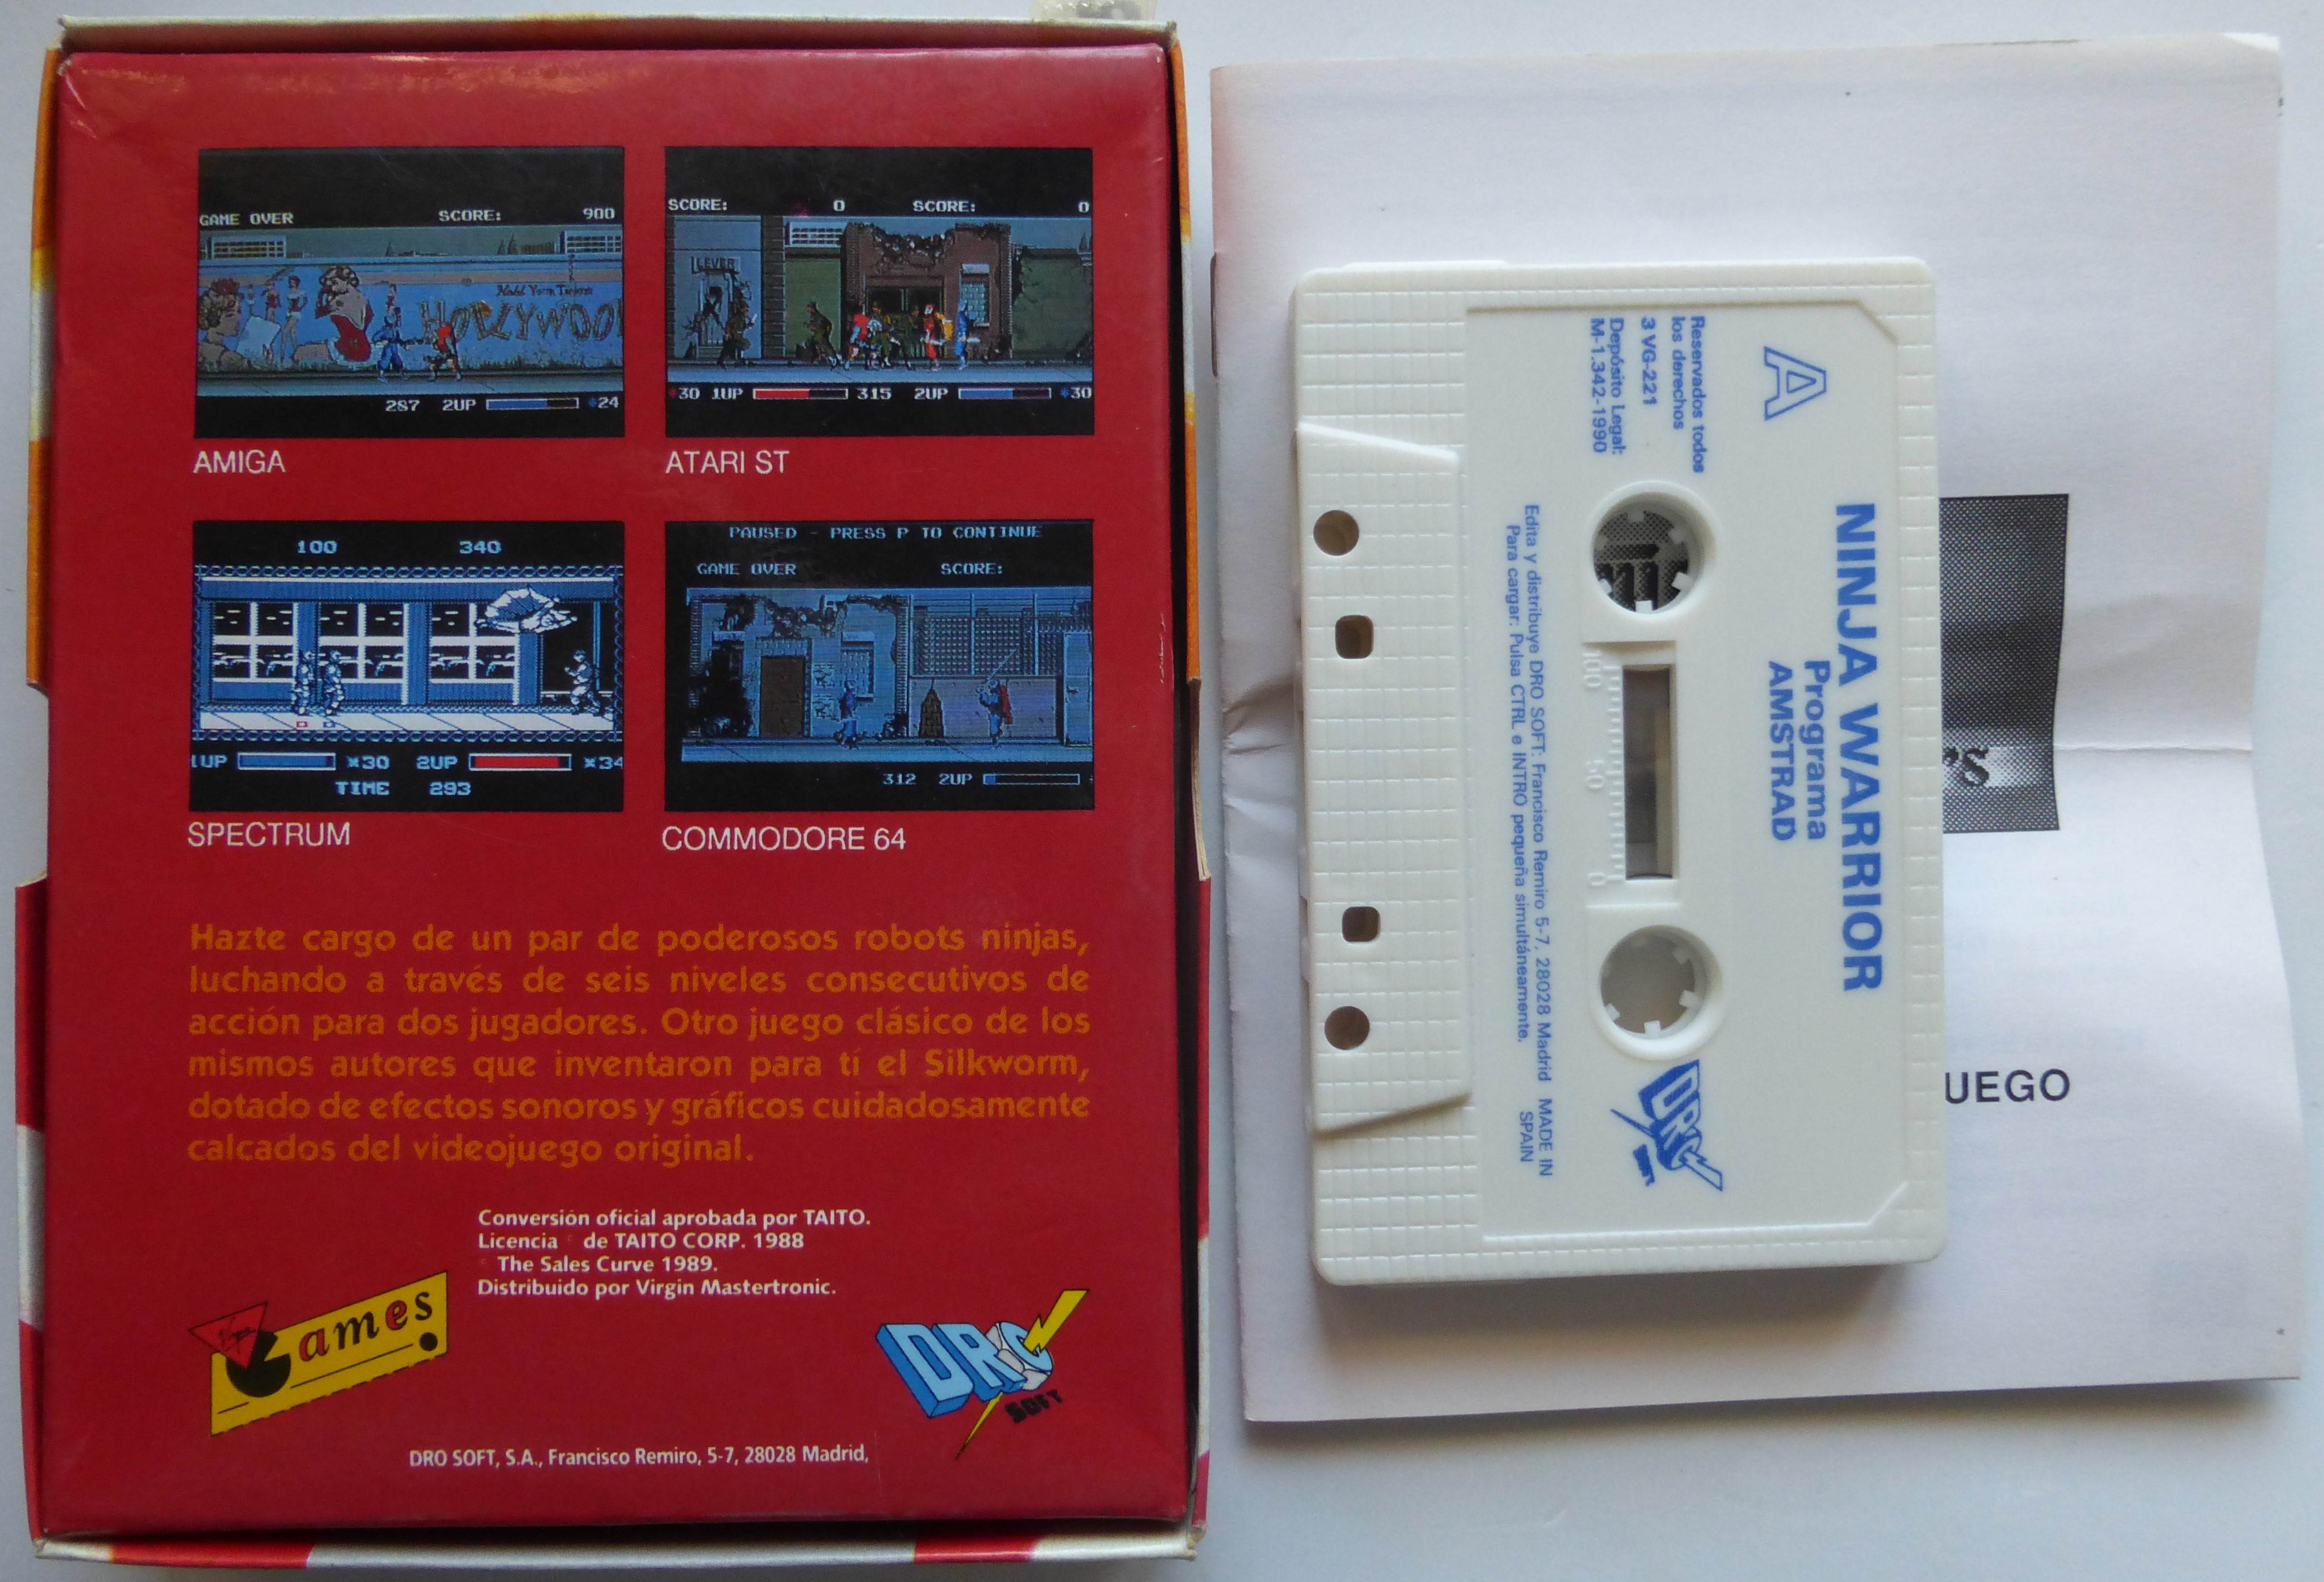 GAME OVER SCORE: 900
HOLLYWOOD
287 2UP 24
AMIGA
SCORE: 0 SCORE: 0
LEVER
30 1UP 315 2UP 30
ATARI ST
100 340
1UP x30 2UP x34
TIME 293
SPECTRUM
PAUSED - PRESS P TO CONTINUE
GAME OVER SCORE:
312 2UP
COMMODORE 64
Hazte cargo de un par de poderosos robots ninjas,
luchando a través de seis niveles consecutivos de
acción para dos jugadores. Otro juego clásico de los
mismos autores que inventaron para tí el Silkworm,
dotado de efectos sonoros y gráficos cuidadosamente
calcados del videojuego original.
Conversión oficial aprobada por TAITO.
Licencia de TAITO CORP. 1988
The Sales Curve 1989.
Distribuido por Virgin Mastertronic.
Virgin Games
DRO SOFT
DRO SOFT, S.A., Francisco Remiro, 5-7, 28028 Madrid,
A
NINJA WARRIOR
Programa
AMSTRAD
Reservados todos
los derechos
3 VG-221
Depósito Legal:
M-1.342-1990
100 50 0
Edita y distribuye DRO SOFT: Francisco Remiro 5-7. 28028 Madrid MADE IN
Para cargar: Pulsa CTRL e INTRO pequeña simultáneamente. SPAIN
DRO
SOFT
rs
UEGO